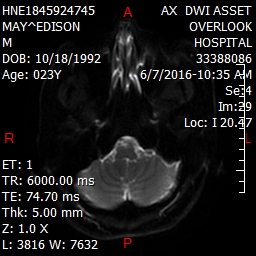 HNE1845924745
MAY^EDISON
M
DOB: 10/18/1992
Age: 023Y
A
AX DWI ASSET
OVERLOOK
HOSPITAL
33388086
6/7/2016-10:35 AM
Se:4
Im:29
Loc: I 20.47
R
L
ET: 1
TR: 6000.00 ms
TE: 74.70 ms
Thk: 5.00 mm
Z: 1.0 X
L: 3816 W: 7632
P